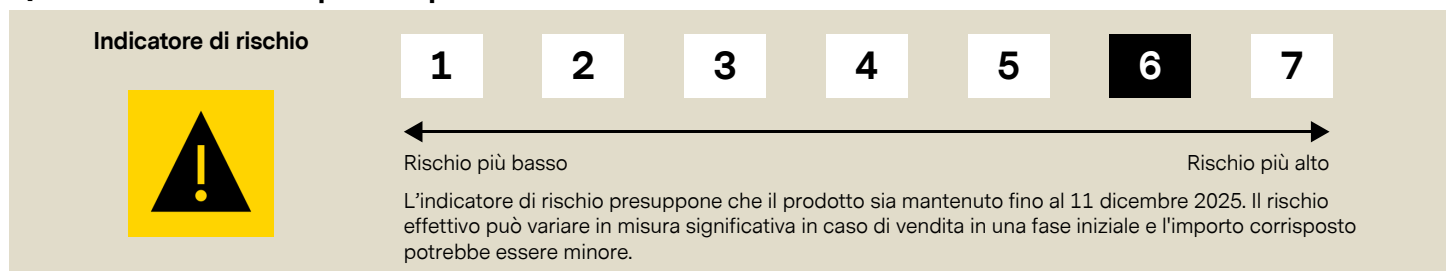 Indicatore di rischio
1 2 3 4 5 6 7
Rischio più basso
Rischio più alto
L'indicatore di rischio presuppone che il prodotto sia mantenuto fino al 11 dicembre 2025. Il rischio
effettivo può variare in misura significativa in caso di vendita in una fase iniziale e l'importo corrisposto
potrebbe essere minore.